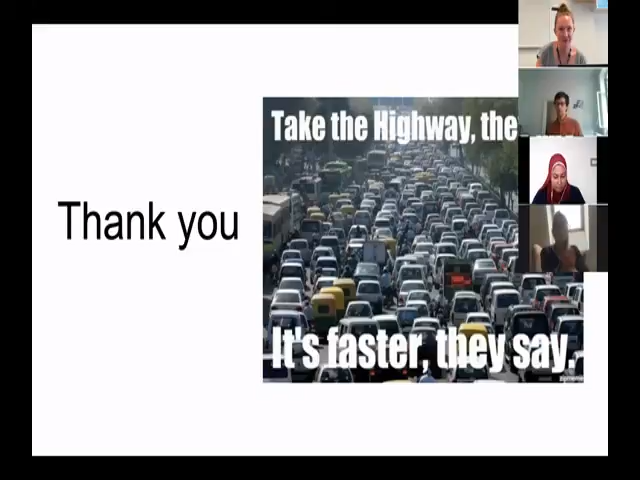 Take the Highway, the
Thank you
It's faster, they say.